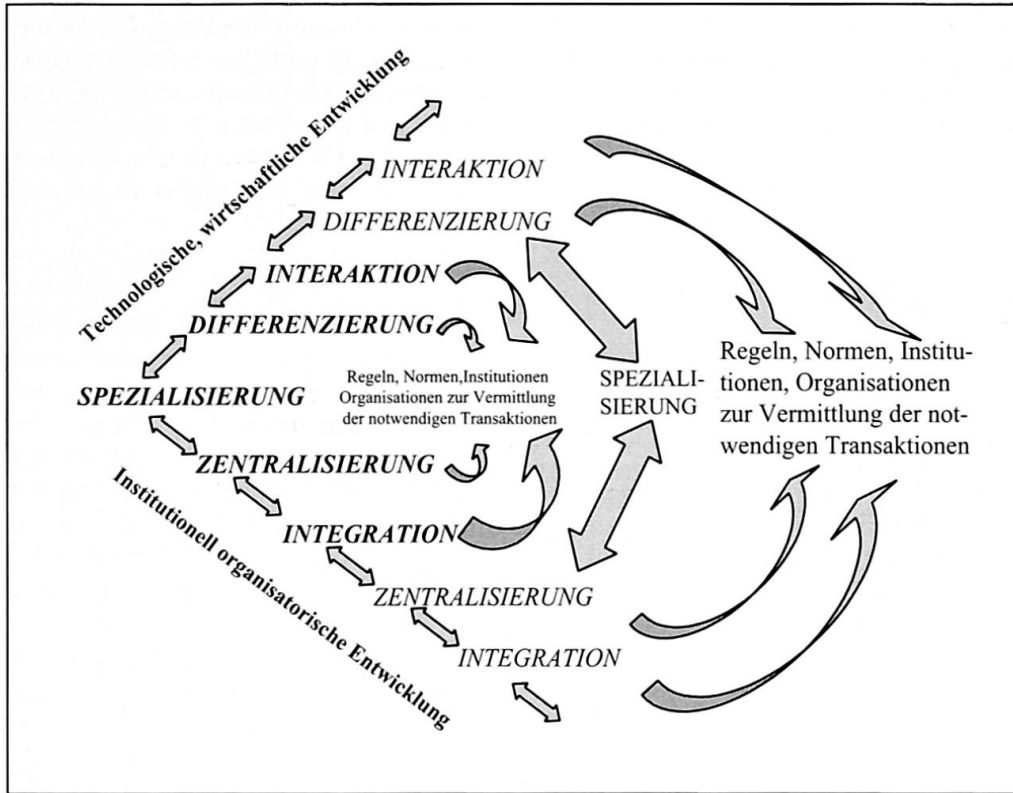 Technologische, wirtschaftliche Entwicklung
INTERAKTION
DIFFERENZIERUNG
INTERAKTION
DIFFERENZIERUNG
SPEZIALISIERUNG
Regeln, Normen,Institutionen
Organisationen zur Vermittlung
der notwendigen Transaktionen
SPEZIALI-
SIERUNG
Regeln, Normen, Institu-
tionen, Organisationen
zur Vermittlung der not-
wendigen Transaktionen
ZENTRALISIERUNG
INTEGRATION
ZENTRALISIERUNG
INTEGRATION
Institutionell organisatorische Entwicklung